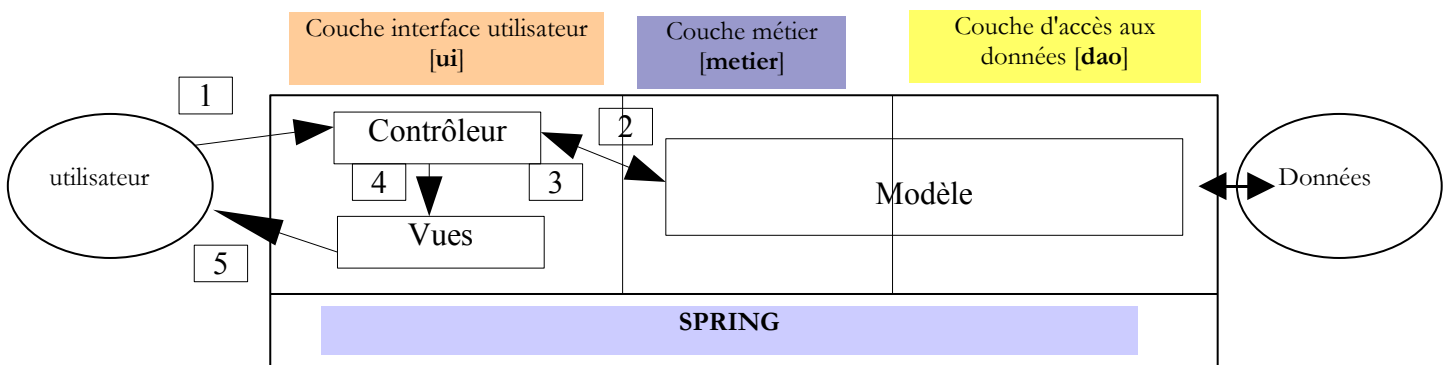 Couche interface utilisateur
[ui]
Couche métier
[metier]
Couche d'accès aux
données [dao]
1
Contrôleur
2
utilisateur
4
3
Modèle
Données
Vues
5
SPRING